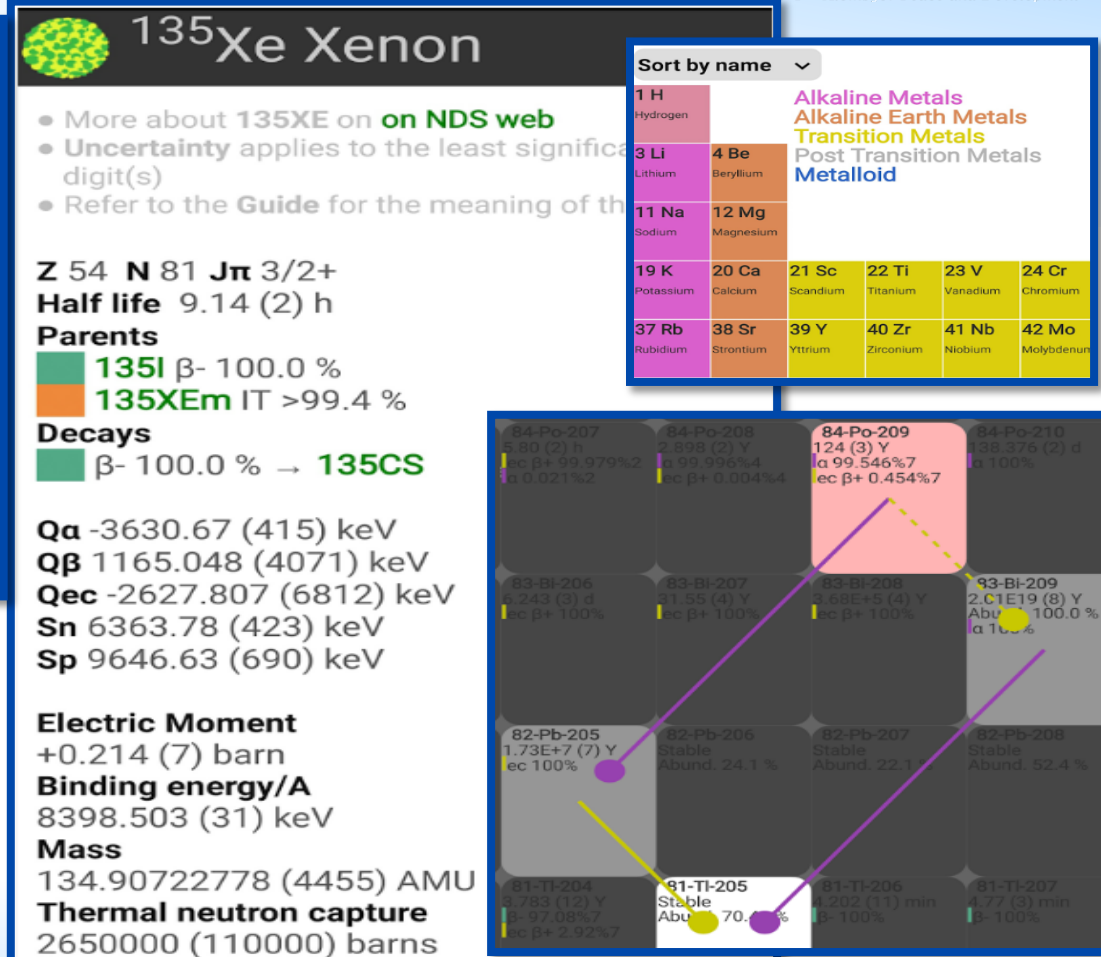 135Xe Xenon
• More about 135XE on on NDS web
• Uncertainty applies to the least
digit(s)
• Refer to the Guide for the meaning of
Z 54 N 81 Jπ 3/2+
Half life 9.14 (2) h
Parents
135I β- 100.0 %
135XEm IT >99.4 %
Decays
β- 100.0 % → 135CS
Qα -3630.67 (415) keV
Qβ 1165.048 (4071) keV
Qec -2627.807 (6812) keV
Sn 6363.78 (423) keV
Sp 9646.63 (690) keV
Electric Moment
+0.214 (7) barn
Binding energy/A
8398.503 (31) keV
Mass
134.90722778 (4455) AMU
Thermal neutron capture
2650000 (110000) barns
Sort by name
Alkaline Metals
Alkaline Earth Metals
Transition Metals
Post Transition Metals
Metalloid
1 H
Hydrogen
3 Li
Lithium
4 Be
Beryllium
11 Na
Sodium
12 Mg
Magnesium
19 K
Potassium
20 Ca
Calcium
21 Sc
Scandium
22 Ti
Titanium
23 V
Vanadium
24 Cr
Chromium
37 Rb
Rubidium
38 Sr
Strontium
39 Y
Yttrium
40 Zr
Zirconium
41 Nb
Niobium
42 Mo
Molybdenum
84-Po-207
5.80 (2) h
ec β+ 99.979%2
α 0.021%2
84-Po-208
2.898 (2) Y
α 99.996%4
ec β+ 0.004%4
84-Po-209
124 (3) Y
α 99.546%7
ec β+ 0.454%7
84-Po-210
138.376 (2) d
α 100%
83-Bi-206
6.243 (3) d
ec β+ 100%
83-Bi-207
31.55 (4) Y
ec β+ 100%
83-Bi-208
3.68E+5 (4) Y
ec β+ 100%
83-Bi-209
2.01E19 (8) Y
100.0 %
82-Pb-205
1.73E+7 (7) Y
ec 100%
82-Pb-206
Stable
Abund. 24.1 %
82-Pb-207
Stable
Abund. 22.1 %
82-Pb-208
Stable
Abund. 52.4 %
81-Tl-204
3.783 (12) Y
β- 97.08%7
ec β+ 2.92%7
81-Tl-205
Stable
81-Tl-206
4.202 (11) min
β- 100%
81-Tl-207
4.77 (3) min
β- 100%